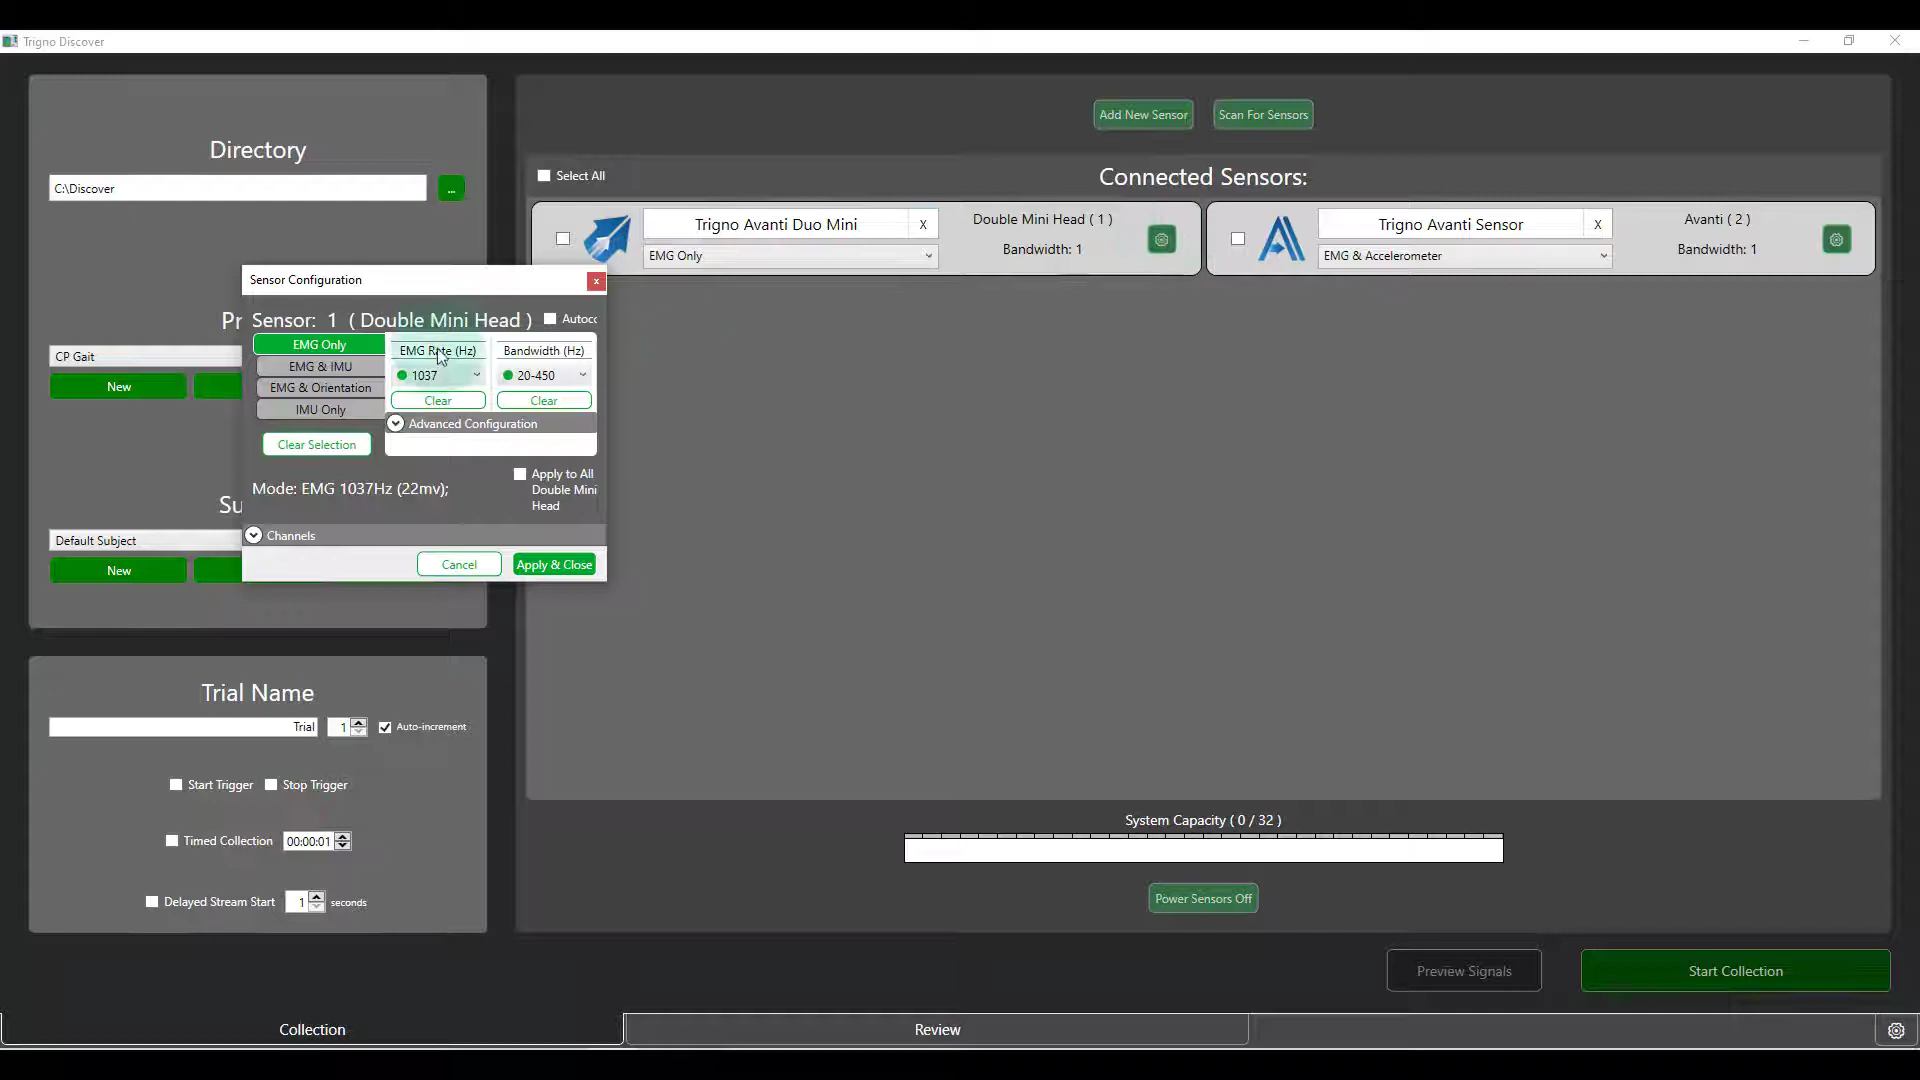 Trigno Discover
Directory
C:\Discover
...
Pr
CP Gait
New
Su
Default Subject
New
Trial Name
Trial
1
Auto-increment
Start Trigger
Stop Trigger
Timed Collection
00:00:01
Delayed Stream Start
1
seconds
Sensor Configuration
x
Sensor: 1 ( Double Mini Head )
Autoco
EMG Only
EMG & IMU
EMG & Orientation
IMU Only
Clear Selection
EMG Rate (Hz)
1037
Clear
Bandwidth (Hz)
20-450
Clear
Advanced Configuration
Mode: EMG 1037Hz (22mv);
Apply to All
Double Mini
Head
Channels
Cancel
Apply & Close
Add New Sensor
Scan For Sensors
Select All
Connected Sensors:
Trigno Avanti Duo Mini
X
EMG Only
Double Mini Head ( 1 )
Bandwidth: 1
Trigno Avanti Sensor
X
EMG & Accelerometer
Avanti ( 2 )
Bandwidth: 1
System Capacity ( 0 / 32 )
Power Sensors Off
Preview Signals
Start Collection
Collection
Review